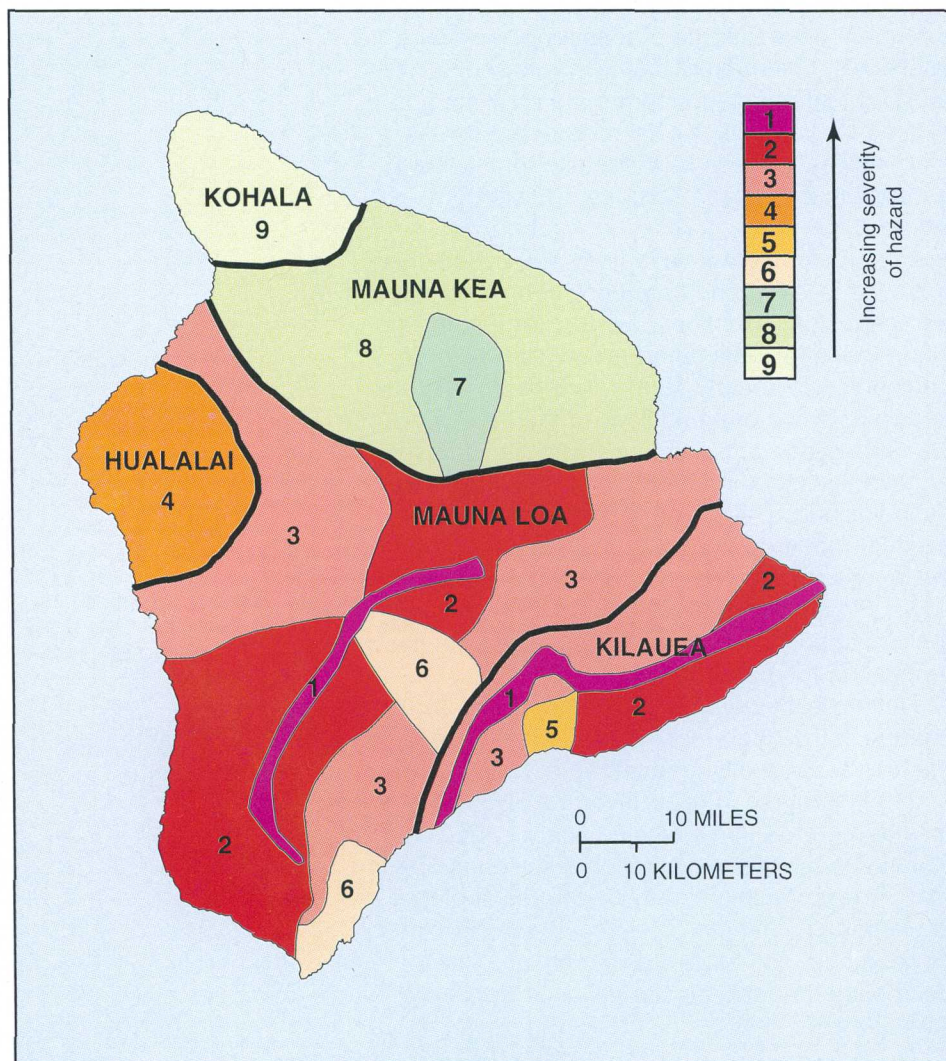 KOHALA
9
MAUNA KEA
8
7
HUALALAI
4
3
MAUNA LOA
2
3
2
KILAUEA
6
1
1
2
5
3
3
2
6
1
2
3
4
5
6
7
8
9
Increasing severity
of hazard
0 10 MILES
0 10 KILOMETERS